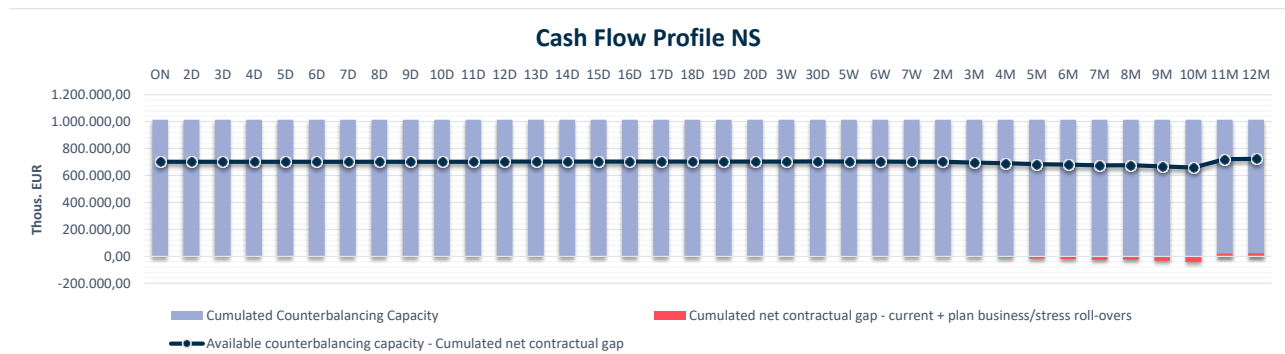 Cash Flow Profile NS
ON 2D 3D 4D 5D 6D 7D 8D 9D 10D 11D 12D 13D 14D 15D 16D 17D 18D 19D 20D 3W 30D 5W 6W 7W 2M 3M 4M 5M 6M 7M 8M 9M 10M 11M 12M
1.200.000,00
1.000.000,00
800.000,00
600.000,00
400.000,00
200.000,00
0,00
-200.000,00
Thous. EUR
Cumulated Counterbalancing Capacity
Cumulated net contractual gap - current + plan business/stress roll-overs
Available counterbalancing capacity - Cumulated net contractual gap